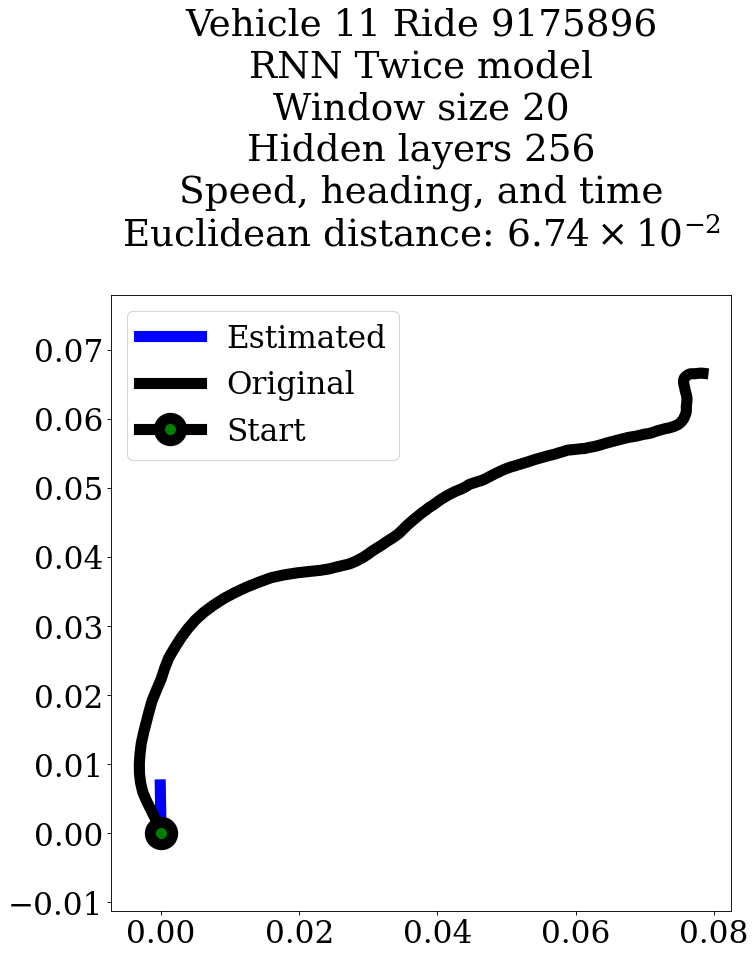 Vehicle 11 Ride 9175896
RNN Twice model
Window size 20
Hidden layers 256
Speed, heading, and time
Euclidean distance: 6.74 × 10⁻²
Estimated
Original
Start
0.07
0.06
0.05
0.04
0.03
0.02
0.01
0.00
−0.01
0.00 0.02 0.04 0.06 0.08